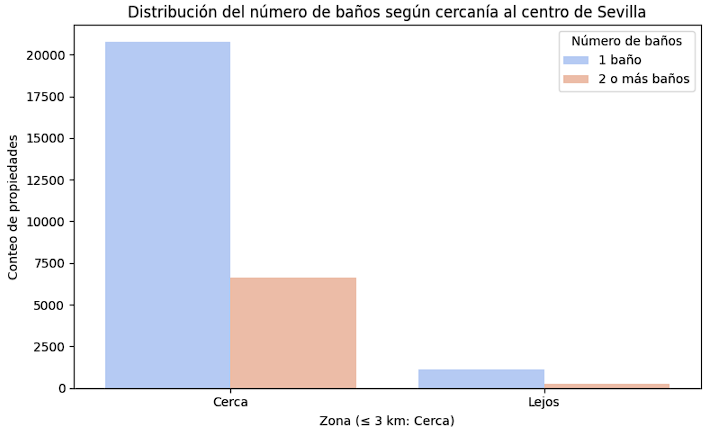 Distribución del número de baños según cercanía al centro de Sevilla
Número de baños
1 baño
2 o más baños
Conteo de propiedades
20000
17500
15000
12500
10000
7500
5000
2500
0
Cerca
Lejos
Zona (≤ 3 km: Cerca)